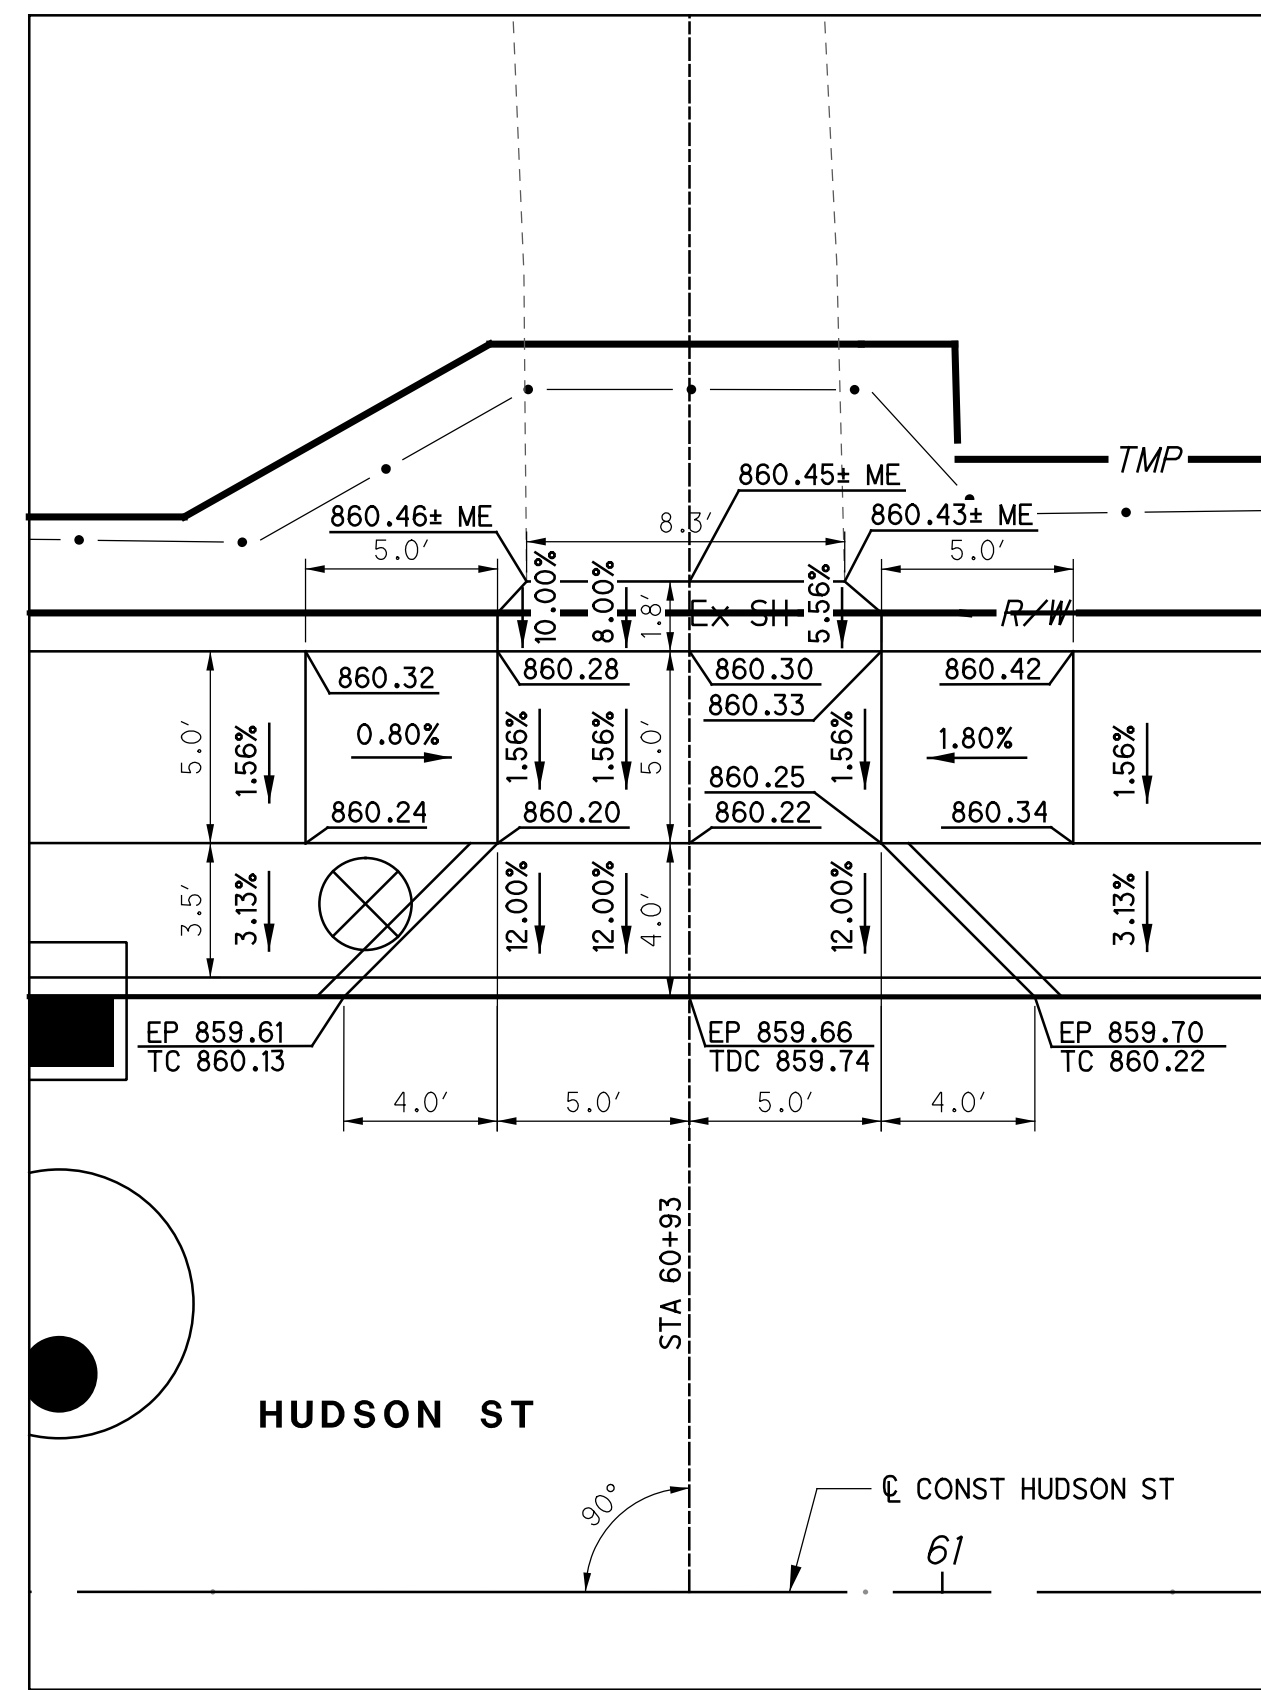 TMP
860.45± ME
860.46± ME
8.3′
860.43± ME
5.0′
5.0′
10.00%
8.00%
1.8′
Ex SH
5.56%
R/W
860.32
860.28
860.30
860.42
860.33
5.0′
1.56%
0.80%
1.56%
1.56%
5.0′
1.56%
1.80%
1.56%
860.25
860.24
860.20
860.22
860.34
3.5′
3.13%
12.00%
12.00%
4.0′
12.00%
3.13%
EP 859.61
TC 860.13
EP 859.66
TDC 859.74
EP 859.70
TC 860.22
4.0′
5.0′
5.0′
4.0′
STA 60+93
HUDSON ST
90°
℄ CONST HUDSON ST
61